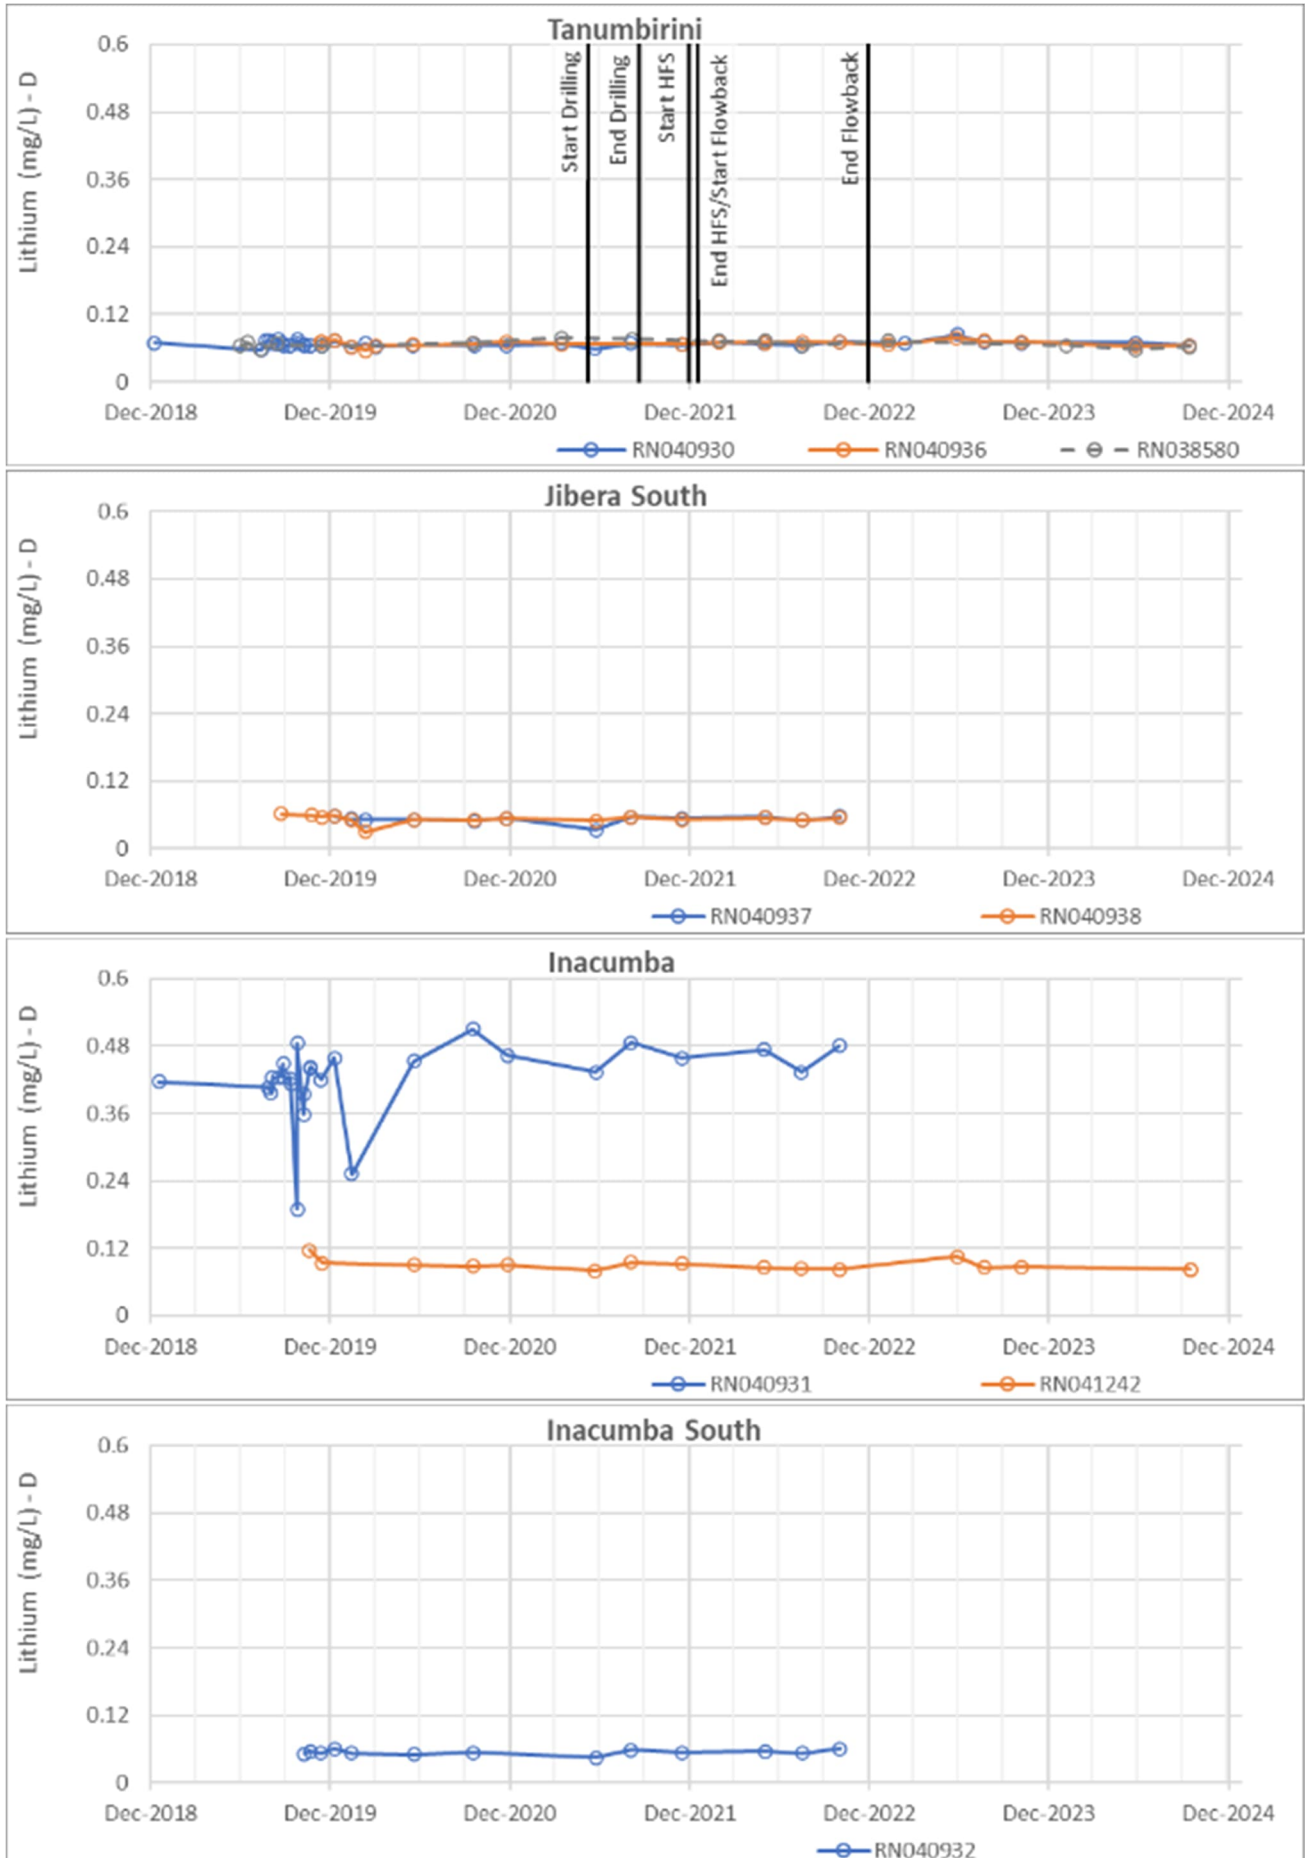 Tanumbirini
Lithium (mg/L) - D
0.6
0.48
0.36
0.24
0.12
0
Start Drilling
End Drilling
Start HFS
End HFS/Start Flowback
End Flowback
Dec-2018 Dec-2019 Dec-2020 Dec-2021 Dec-2022 Dec-2023 Dec-2024
RN040930 RN040936 RN038580
Jibera South
Lithium (mg/L) - D
0.6
0.48
0.36
0.24
0.12
0
Dec-2018 Dec-2019 Dec-2020 Dec-2021 Dec-2022 Dec-2023 Dec-2024
RN040937 RN040938
Inacumba
Lithium (mg/L) - D
0.6
0.48
0.36
0.24
0.12
0
Dec-2018 Dec-2019 Dec-2020 Dec-2021 Dec-2022 Dec-2023 Dec-2024
RN040931 RN041242
Inacumba South
Lithium (mg/L) - D
0.6
0.48
0.36
0.24
0.12
0
Dec-2018 Dec-2019 Dec-2020 Dec-2021 Dec-2022 Dec-2023 Dec-2024
RN040932